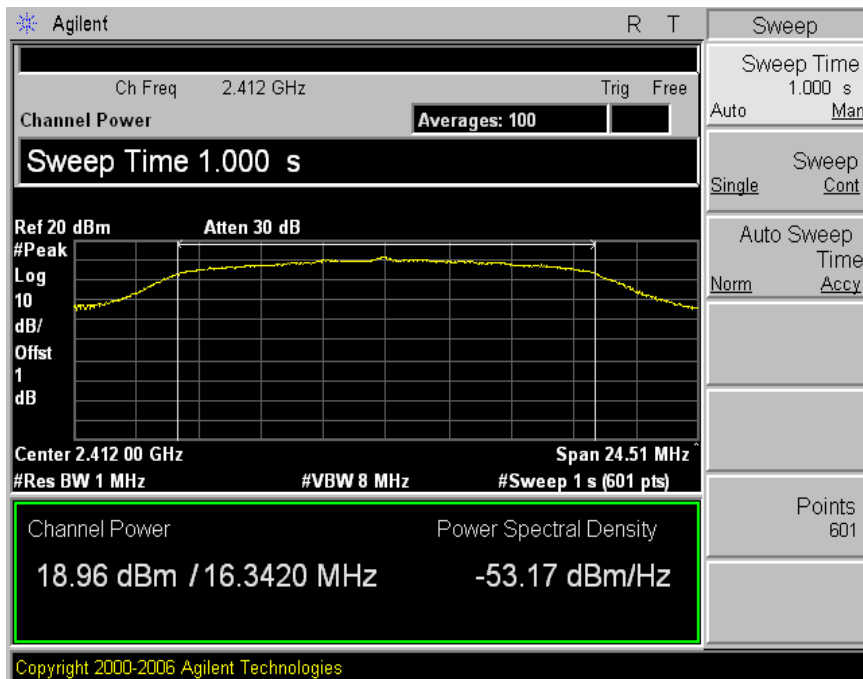 Agilent R T Sweep
Ch Freq 2.412 GHz Trig Free
Channel Power Averages: 100
Sweep Time 1.000 s
Ref 20 dBm Atten 30 dB
#Peak
Log
10
dB/
Offst
1
dB
Center 2.412 00 GHz Span 24.51 MHz^
#Res BW 1 MHz #VBW 8 MHz #Sweep 1 s (601 pts)
Channel Power Power Spectral Density
18.96 dBm / 16.3420 MHz -53.17 dBm/Hz
Copyright 2000-2006 Agilent Technologies
Sweep Time
1.000 s
Auto Man
Sweep
Single Cont
Auto Sweep
Time
Norm Accy
Points
601